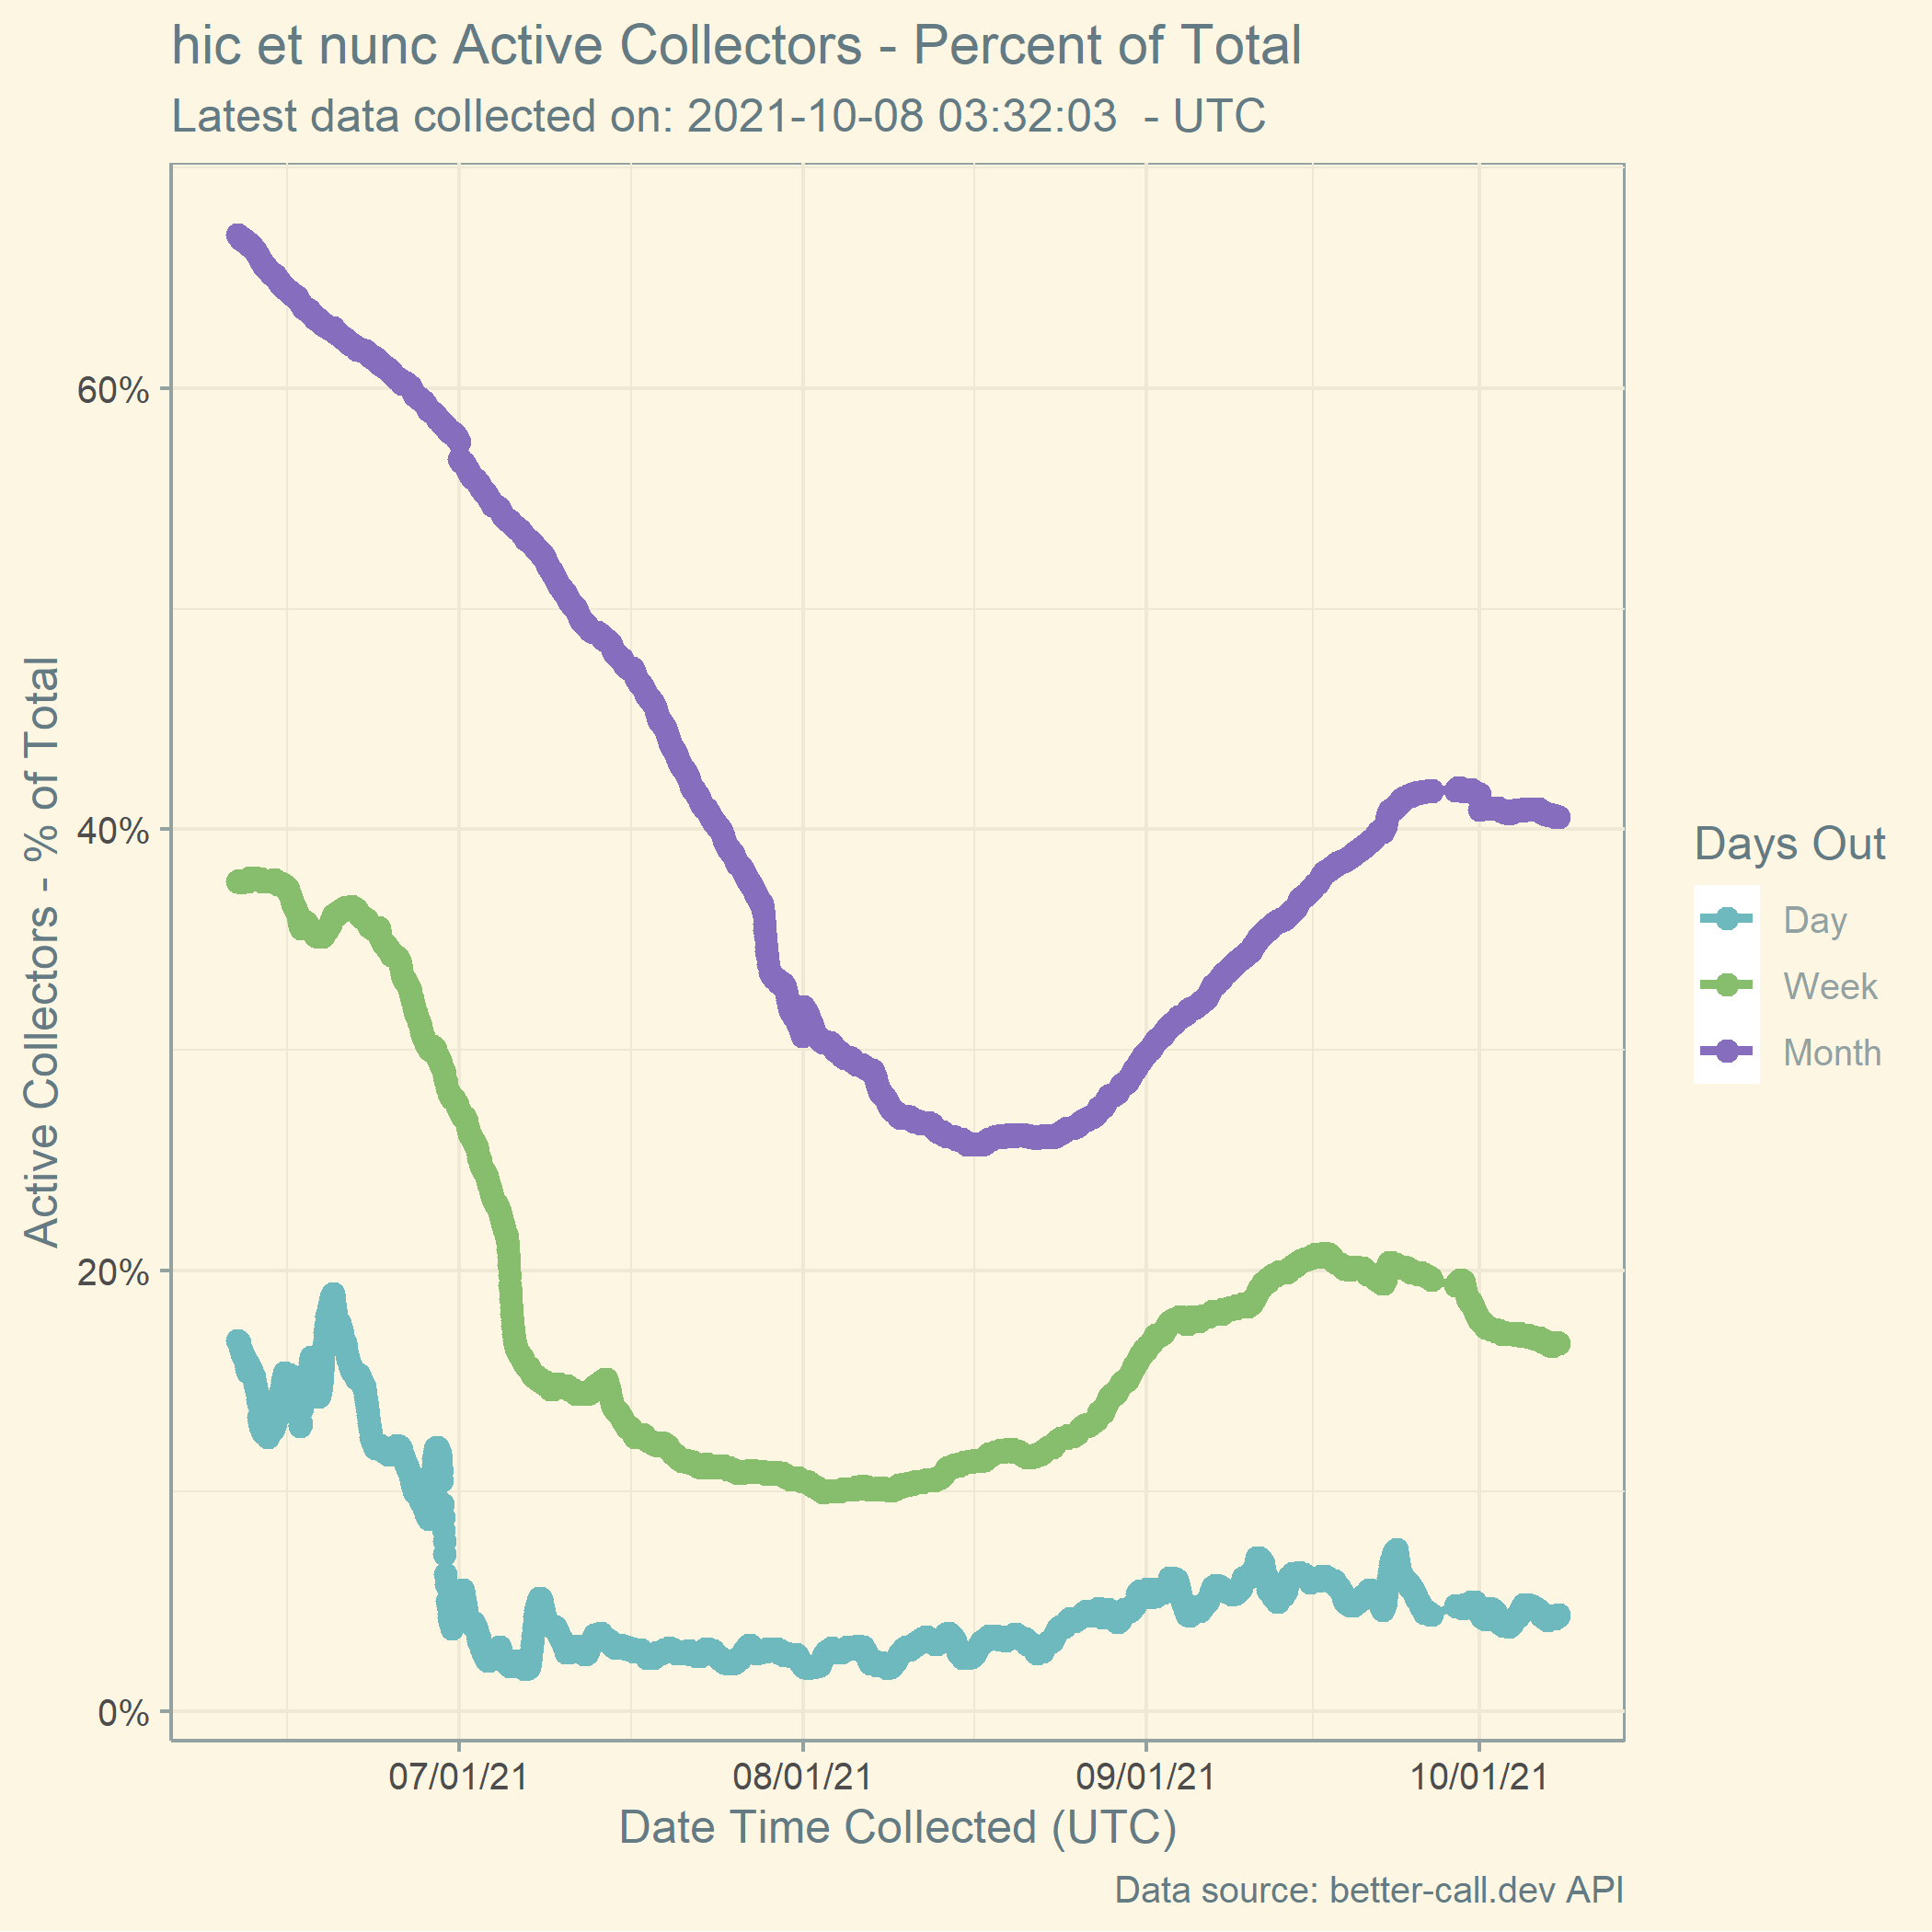 hic et nunc Active Collectors - Percent of Total
Latest data collected on: 2021-10-08 03:32:03  - UTC
Active Collectors - % of Total
60%
40%
20%
0%
07/01/21
08/01/21
09/01/21
10/01/21
Date Time Collected (UTC)
Days Out
Day
Week
Month
Data source: better-call.dev API